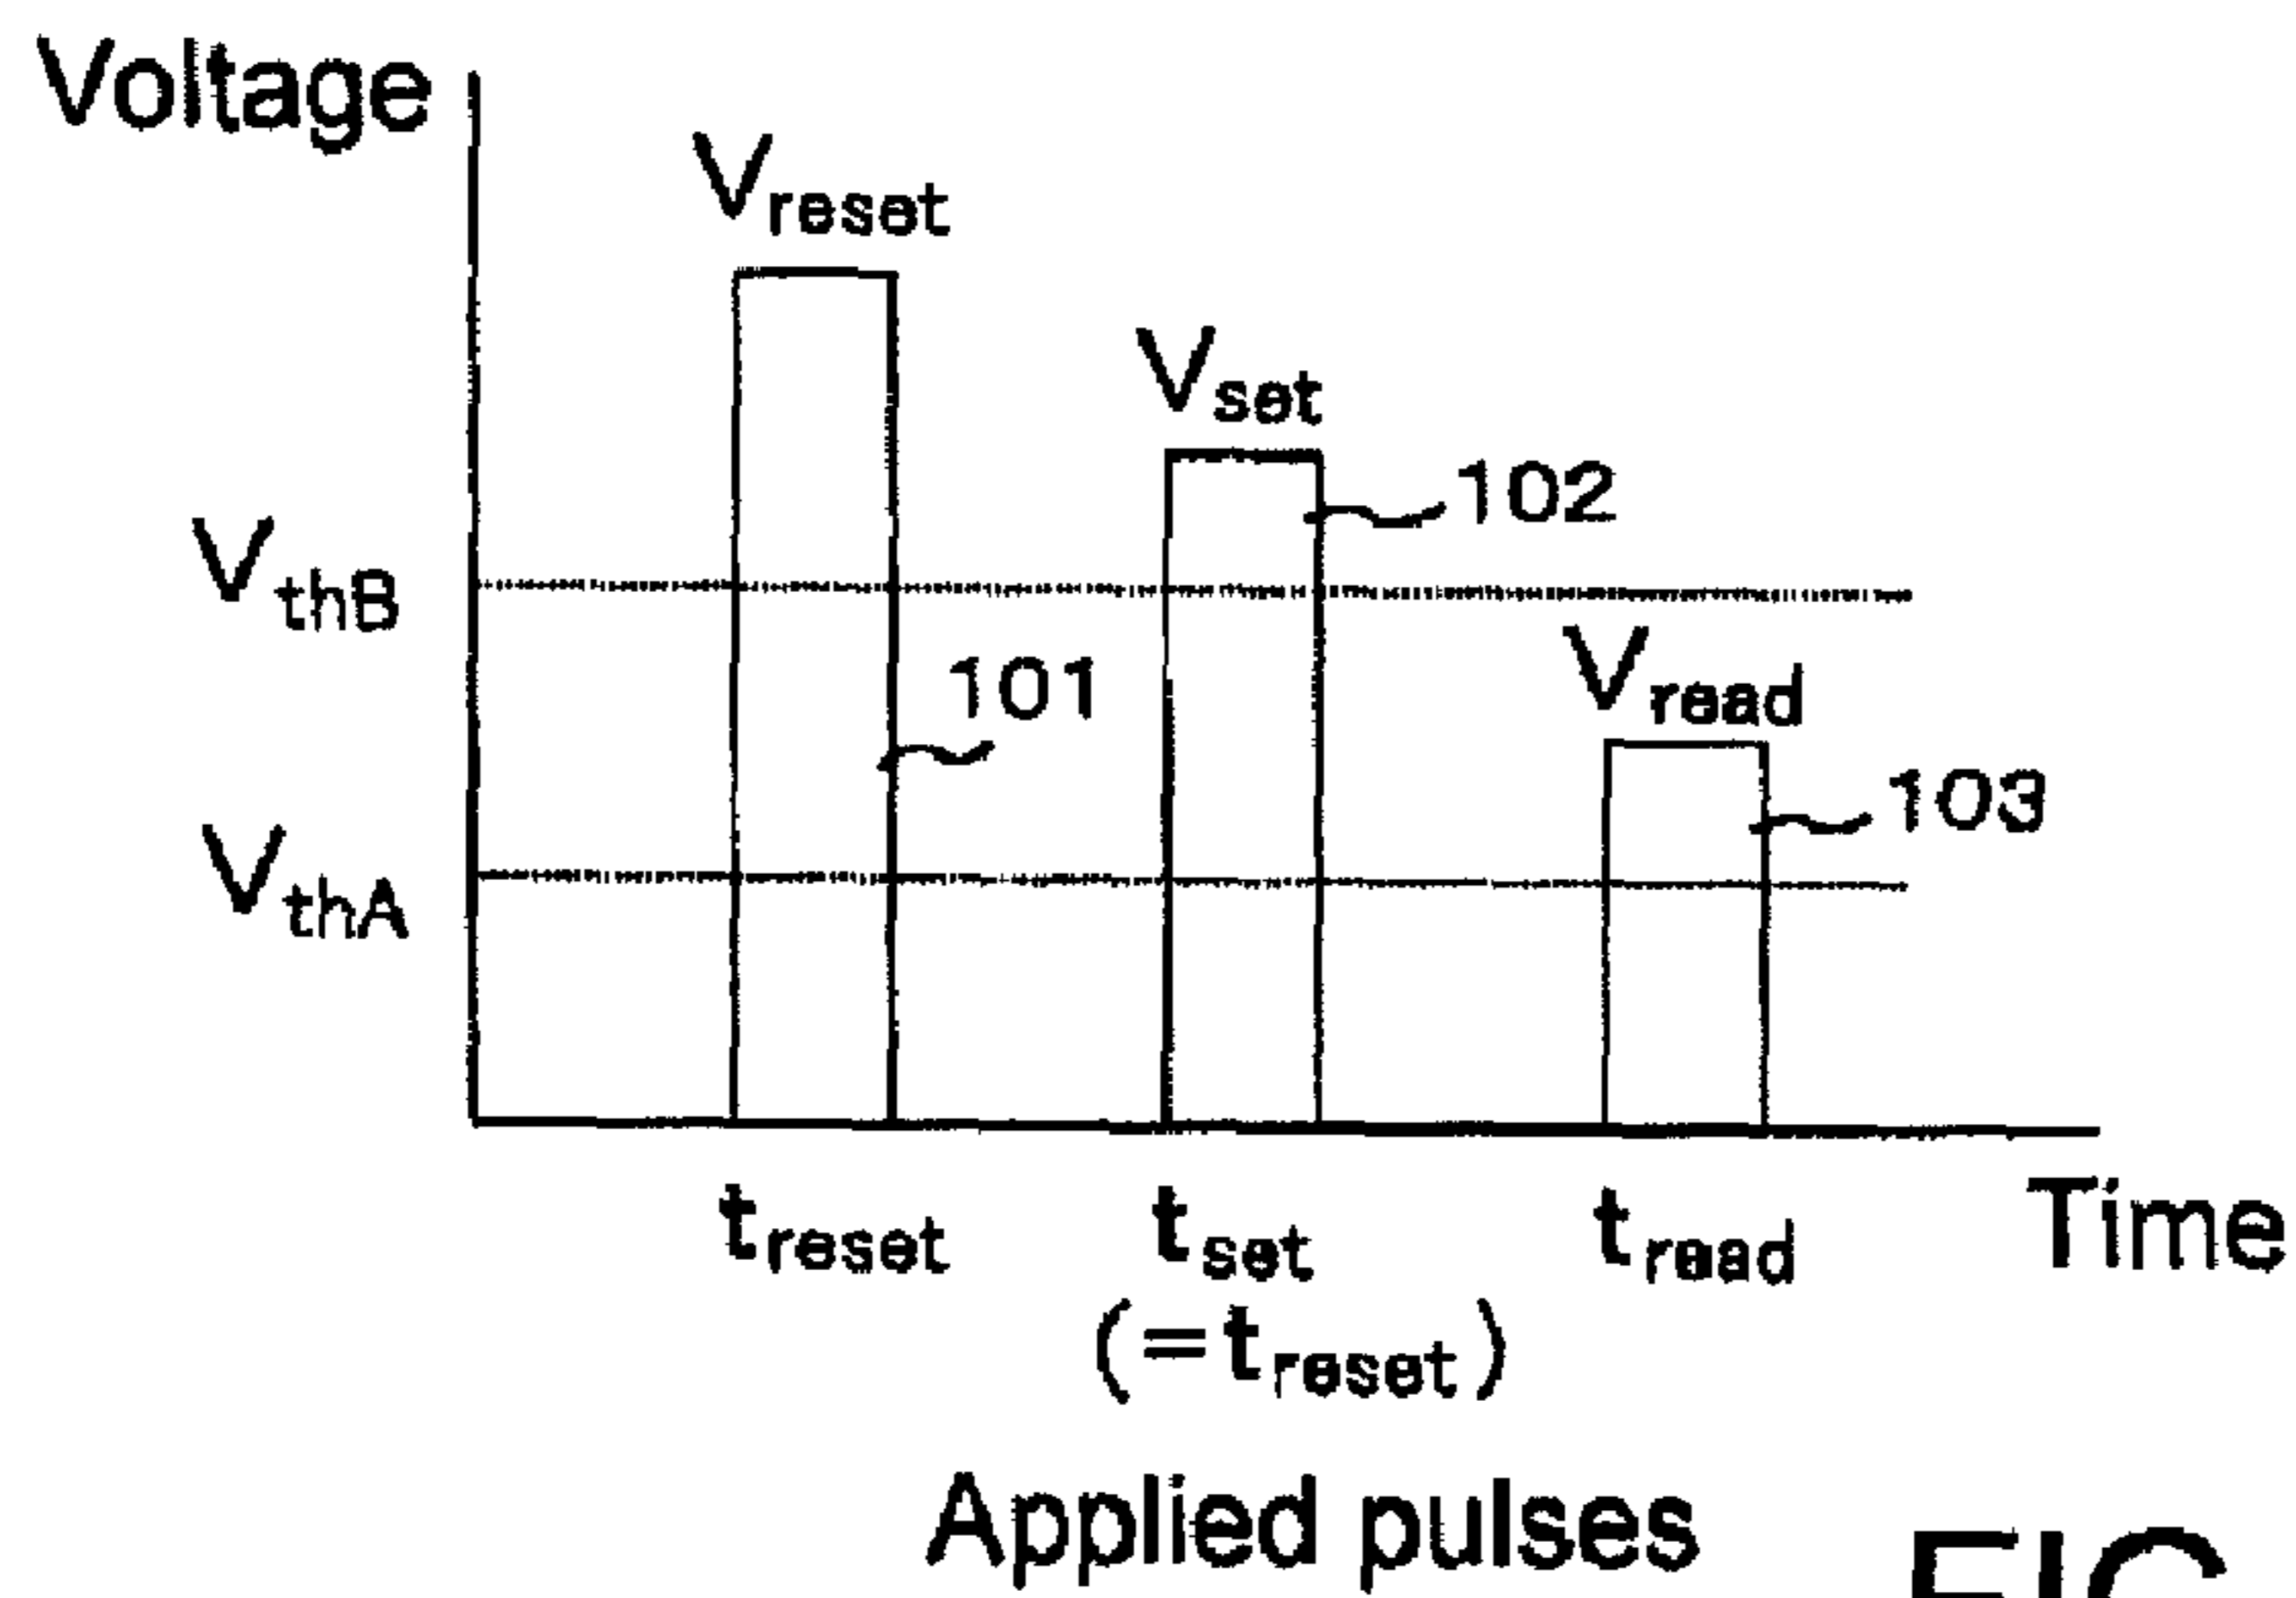 Voltage
Vreset
Vset
102
VthB
101
Vread
103
VthA
treset
tset
tread
Time
(=treset)
Applied pulses